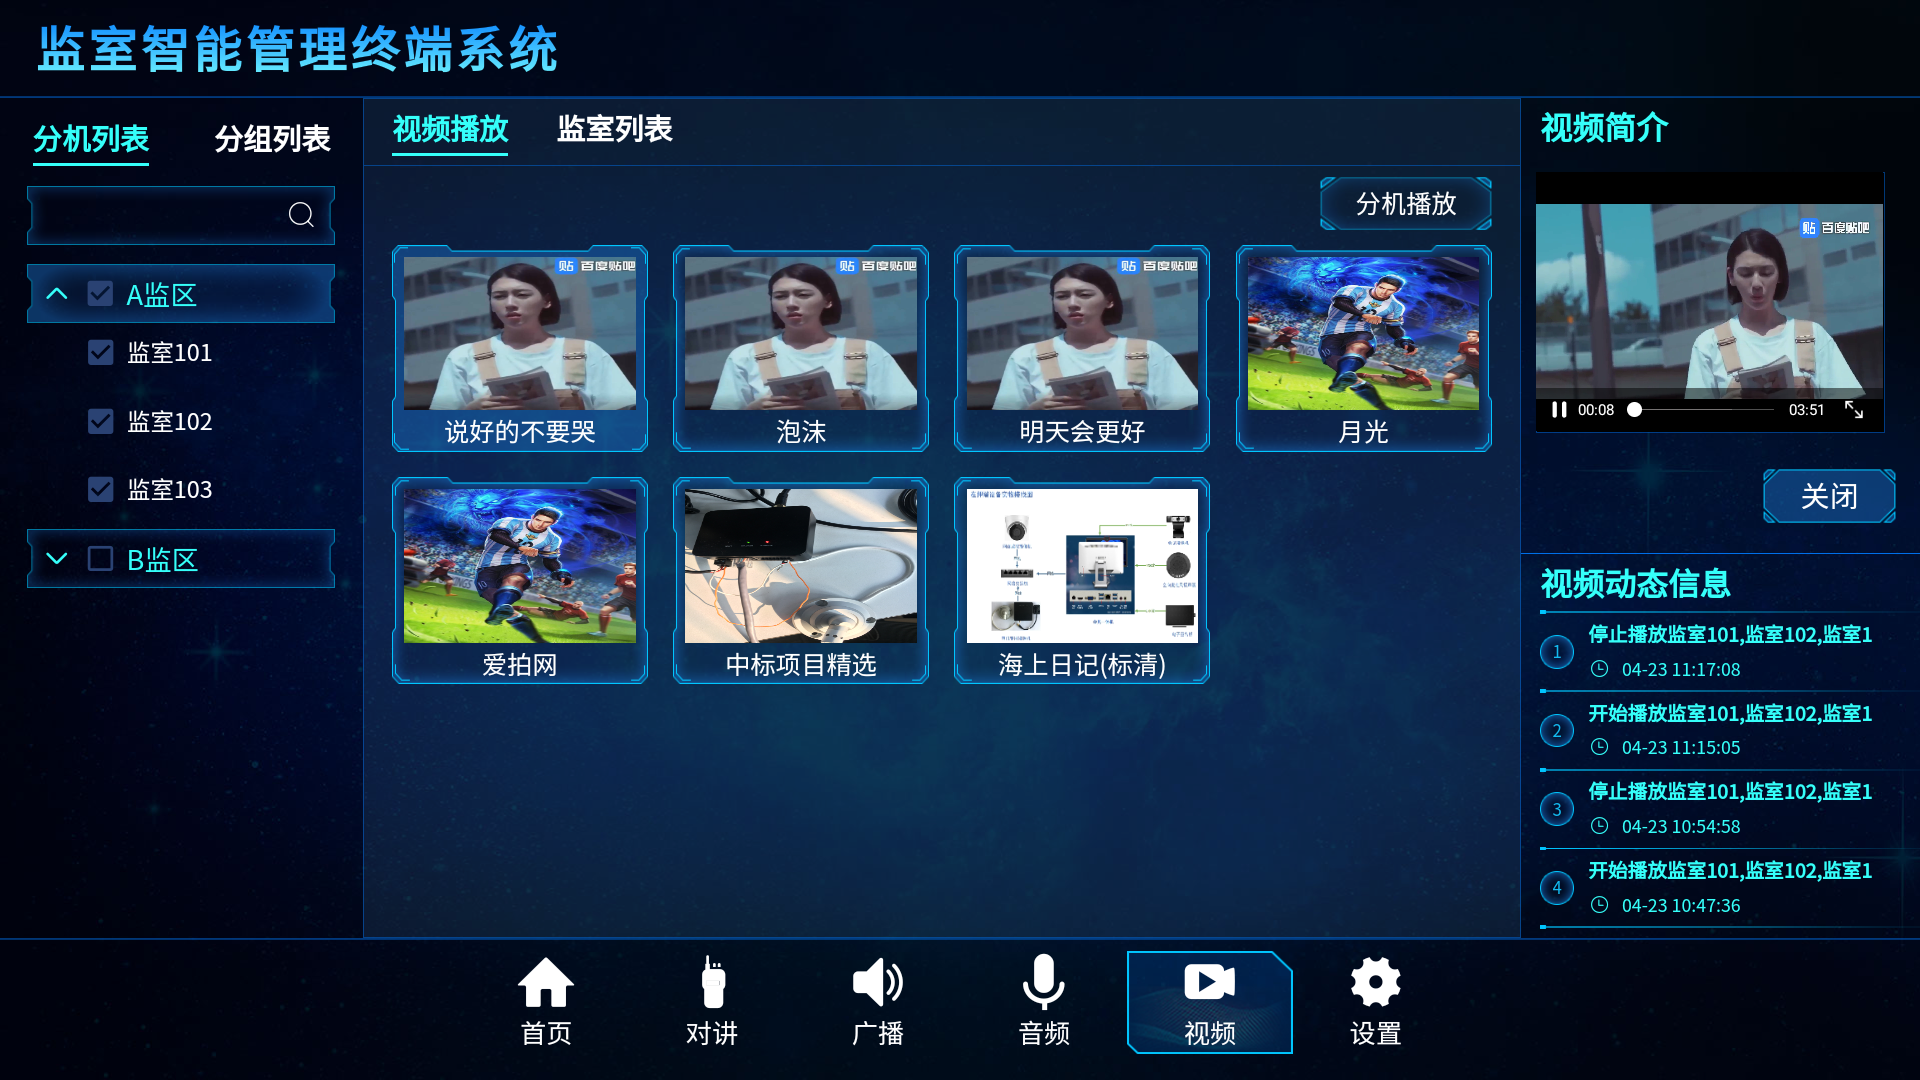 监室智能管理终端系统
分机列表
分组列表
A监区
监室101
监室102
监室103
B监区
视频播放
监室列表
分机播放
贴 百度贴吧
说好的不要哭
贴 百度贴吧
泡沫
贴 百度贴吧
明天会更好
月光
爱拍网
中标项目精选
海上日记(标清)
视频简介
贴 百度贴吧
00:08
03:51
关闭
视频动态信息
1
停止播放监室101,监室102,监室1
04-23 11:17:08
2
开始播放监室101,监室102,监室1
04-23 11:15:05
3
停止播放监室101,监室102,监室1
04-23 10:54:58
4
开始播放监室101,监室102,监室1
04-23 10:47:36
首页
对讲
广播
音频
视频
设置